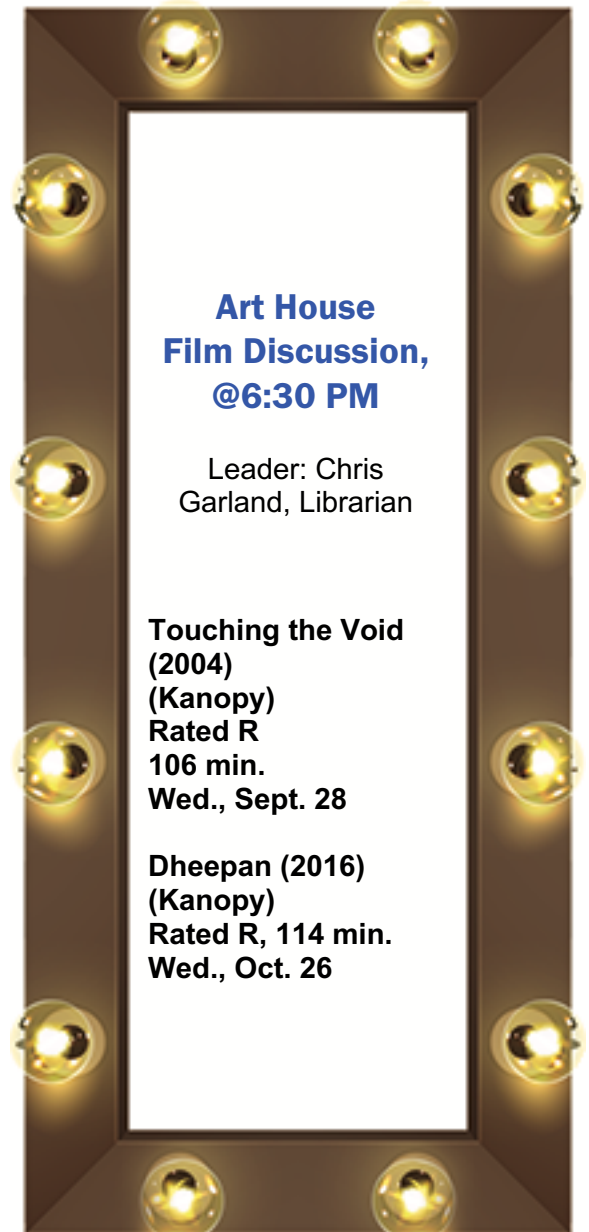 Art House
Film Discussion,
@6:30 PM
Leader: Chris
Garland, Librarian
Touching the Void
(2004)
(Kanopy)
Rated R
106 min.
Wed., Sept. 28
Dheepan (2016)
(Kanopy)
Rated R, 114 min.
Wed., Oct. 26